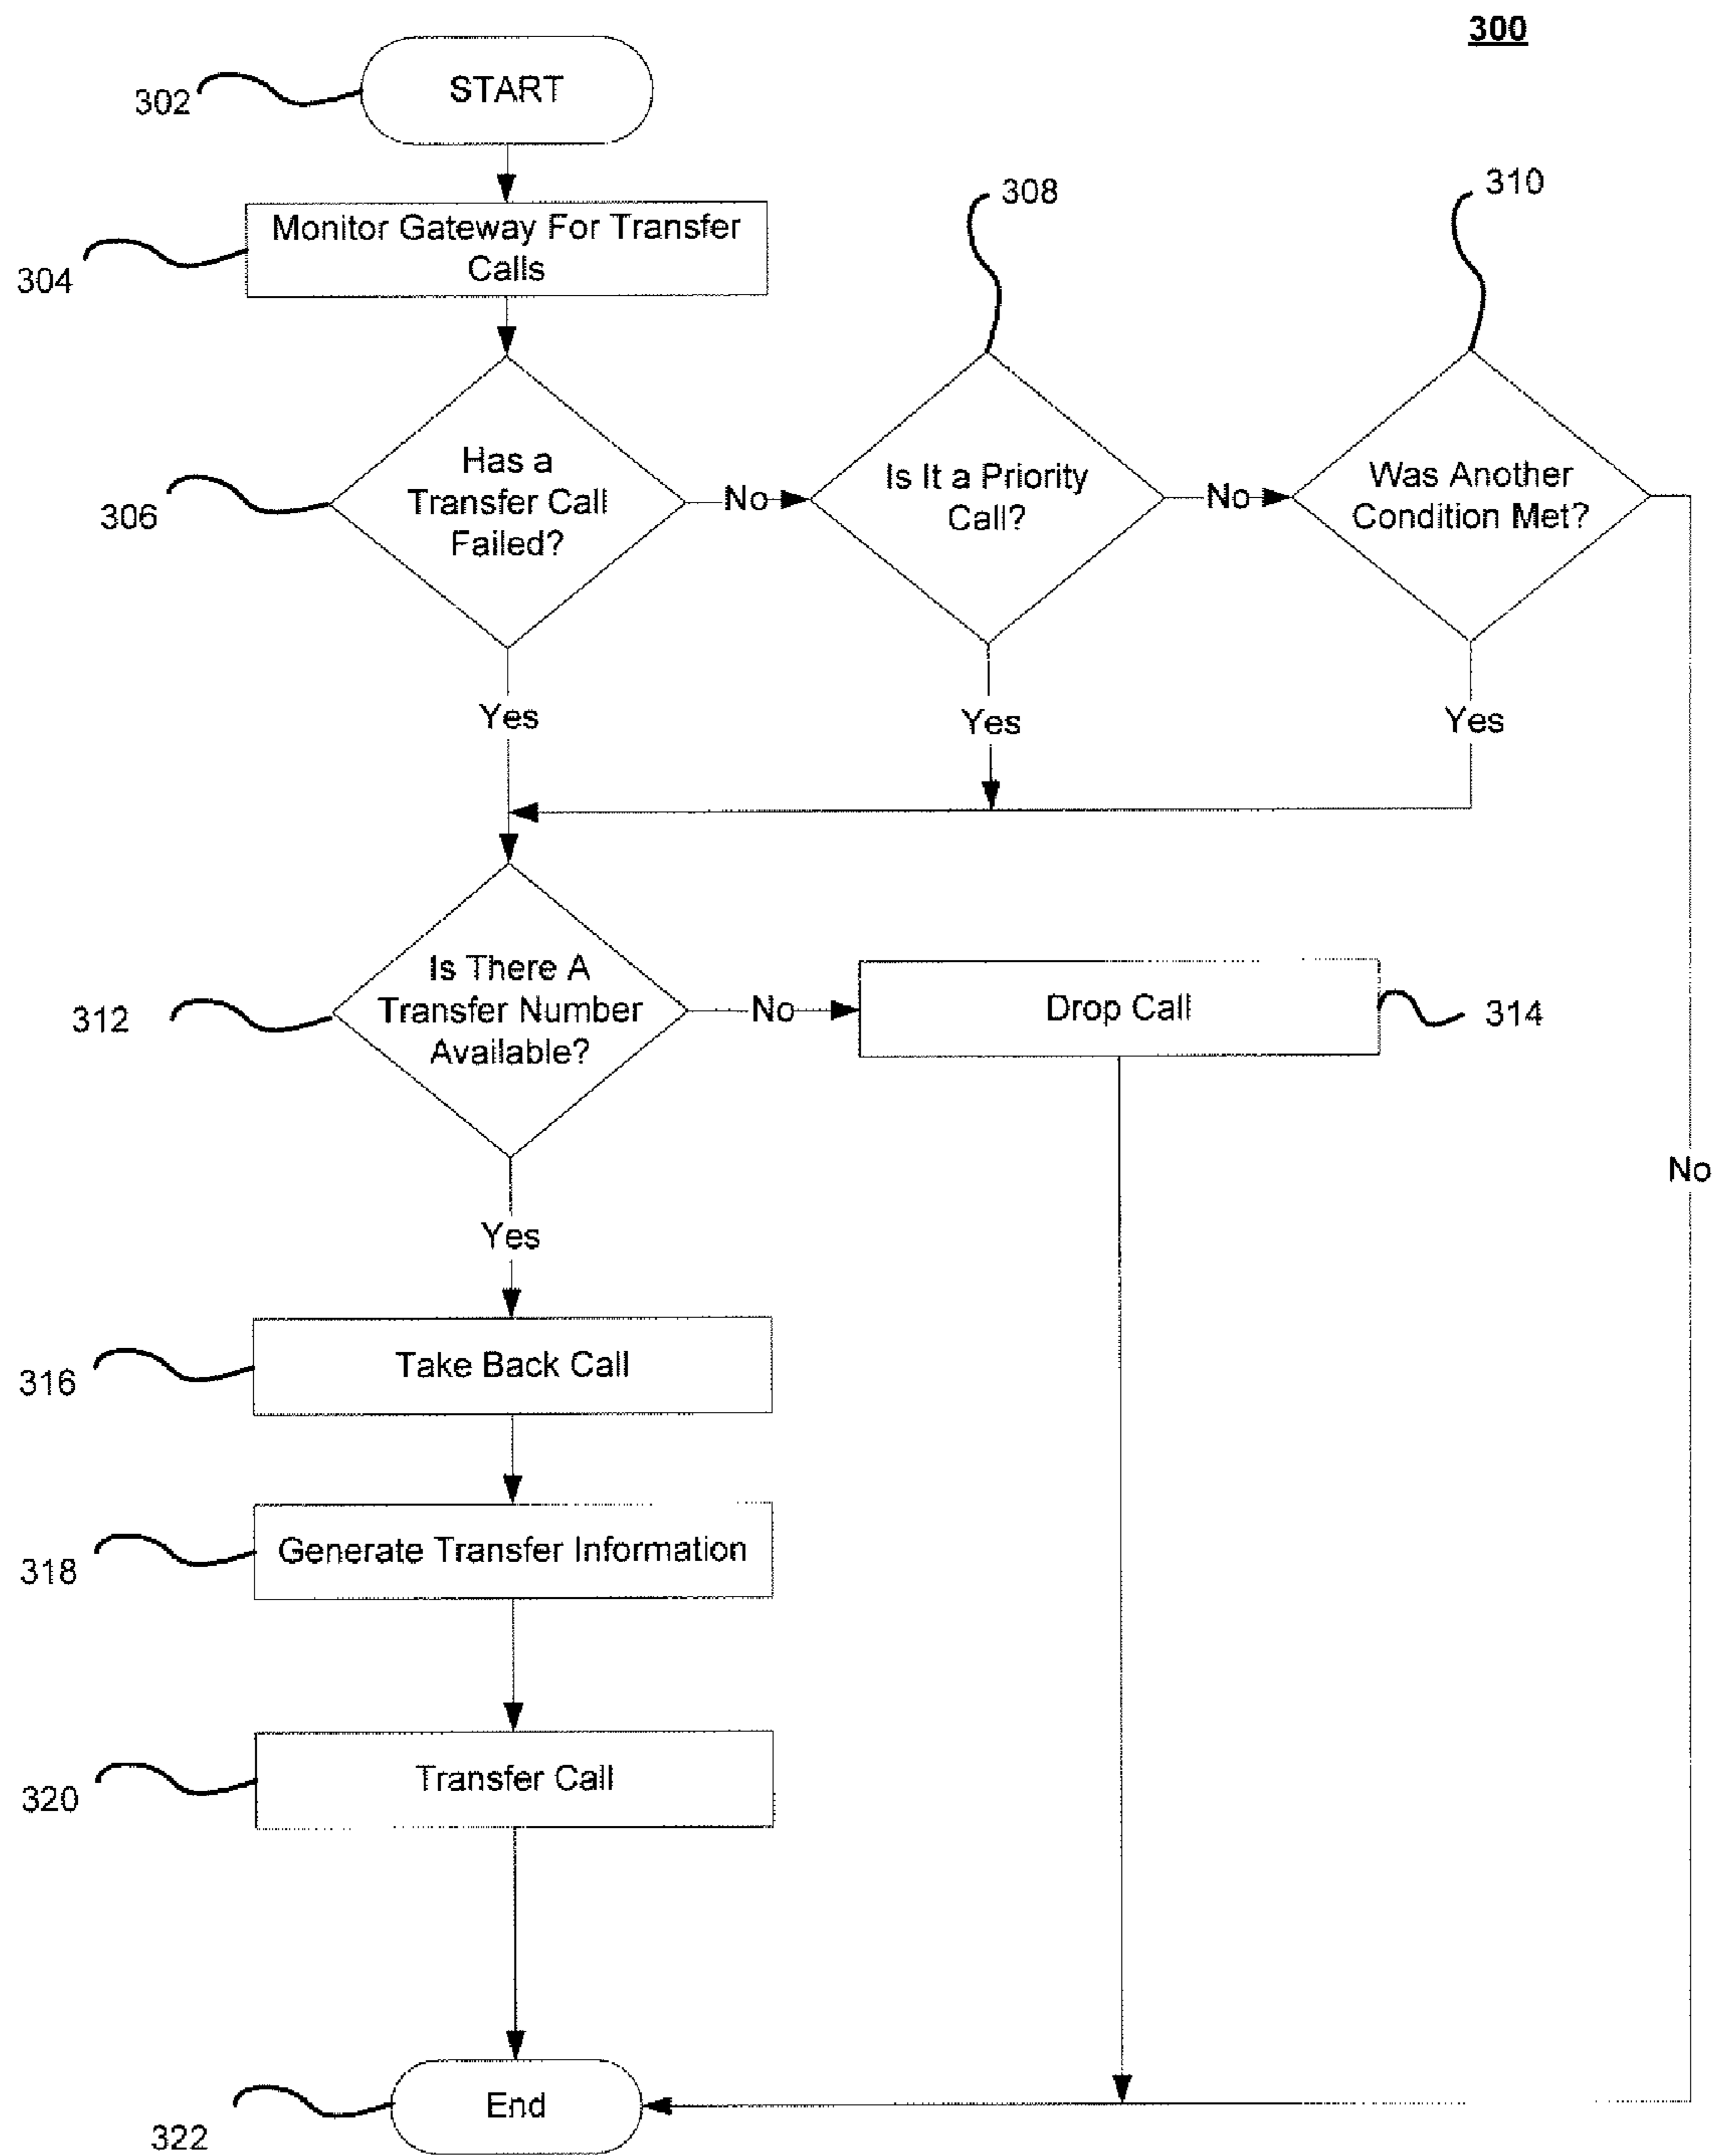 300
302
START
304
Monitor Gateway For Transfer
Calls
308
310
306
Has a
Transfer Call
Failed?
No
Is It a Priority
Call?
No
Was Another
Condition Met?
Yes
Yes
Yes
312
Is There A
Transfer Number
Available?
No
Drop Call
314
No
Yes
316
Take Back Call
318
Generate Transfer Information
320
Transfer Call
322
End